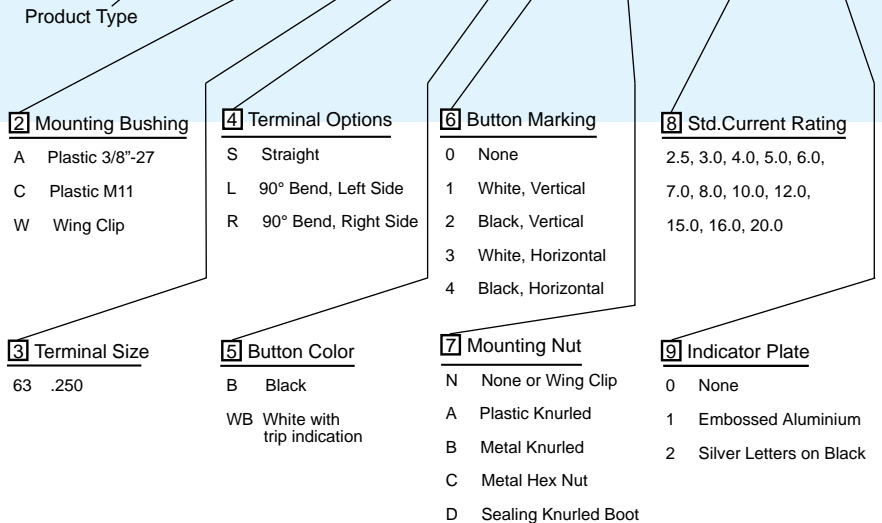 Product Type
2 Mounting Bushing
A Plastic 3/8"-27
C Plastic M11
W Wing Clip
4 Terminal Options
S Straight
L 90° Bend, Left Side
R 90° Bend, Right Side
6 Button Marking
0 None
1 White, Vertical
2 Black, Vertical
3 White, Horizontal
4 Black, Horizontal
8 Std.Current Rating
2.5, 3.0, 4.0, 5.0, 6.0,
7.0, 8.0, 10.0, 12.0,
15.0, 16.0, 20.0
3 Terminal Size
63 .250
5 Button Color
B Black
WB White with
trip indication
7 Mounting Nut
N None or Wing Clip
A Plastic Knurled
B Metal Knurled
C Metal Hex Nut
D Sealing Knurled Boot
9 Indicator Plate
0 None
1 Embossed Aluminium
2 Silver Letters on Black